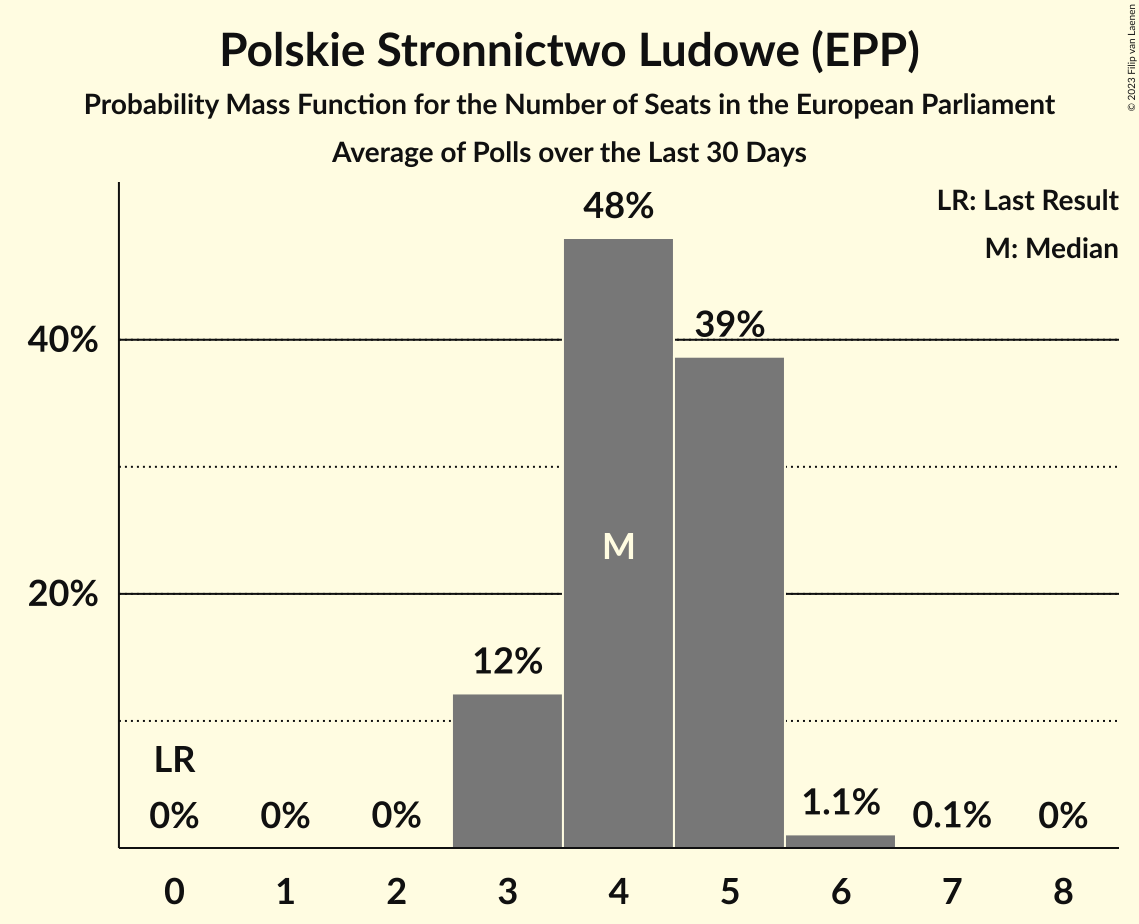 Polskie Stronnictwo Ludowe (EPP)
Probability Mass Function for the Number of Seats in the European Parliament
Average of Polls over the Last 30 Days
© 2023 Filip van Laenen
LR: Last Result
M: Median
48%
39%
40%
M
20%
12%
LR
0%
0%
0%
1.1%
0.1%
0%
0 1 2 3 4 5 6 7 8